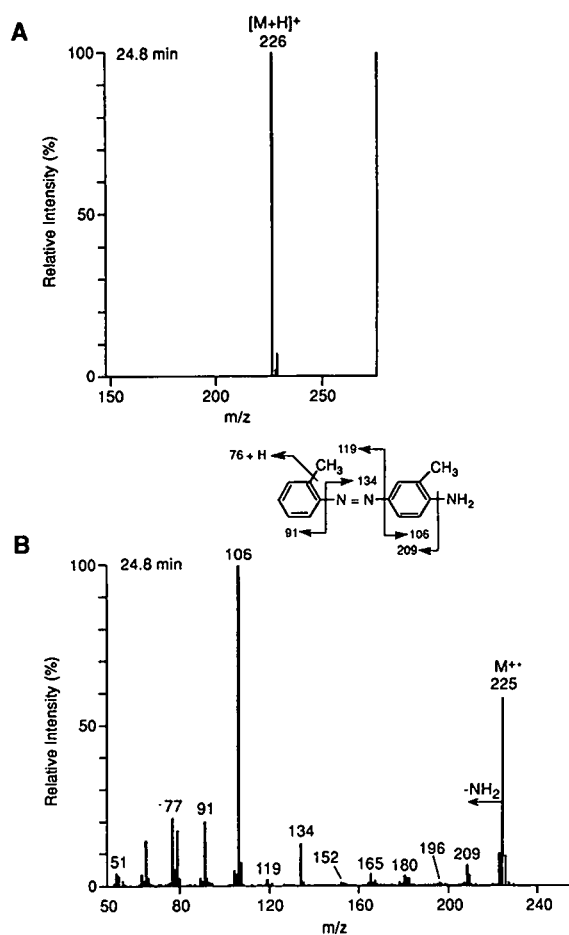 A
[M+H]+
226
24.8 min
100
50
0
Relative Intensity (%)
150
200
250
m/z
76 + H
CH3
119
134
CH3
N = N
NH2
91
106
209
B
24.8 min
100
50
0
Relative Intensity (%)
106
M+•
225
-NH2
51
77
91
119
134
152
165
180
196
209
50
80
120
160
200
240
m/z